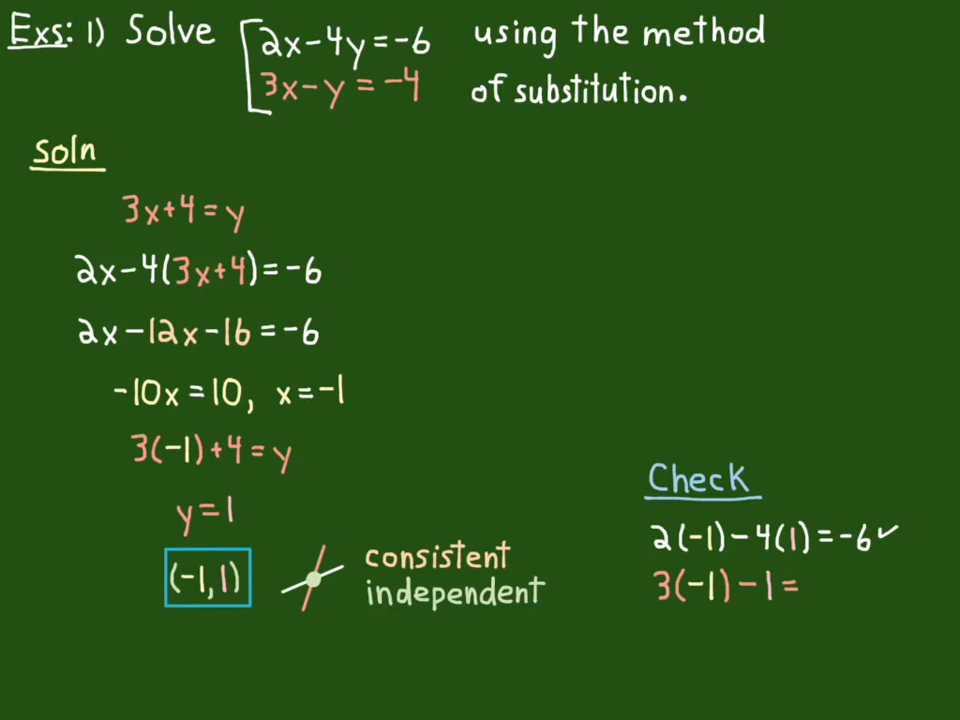 Exs: 1) Solve 2x-4y=-6 using the method
3x-y=-4 of substitution.
Soln
3x+4=y
2x-4(3x+4)=-6
2x-12x-16=-6
-10x=10, x=-1
3(-1)+4=y
y=1
(-1,1)
consistent
independent
Check
2(-1)-4(1)=-6✓
3(-1)-1=